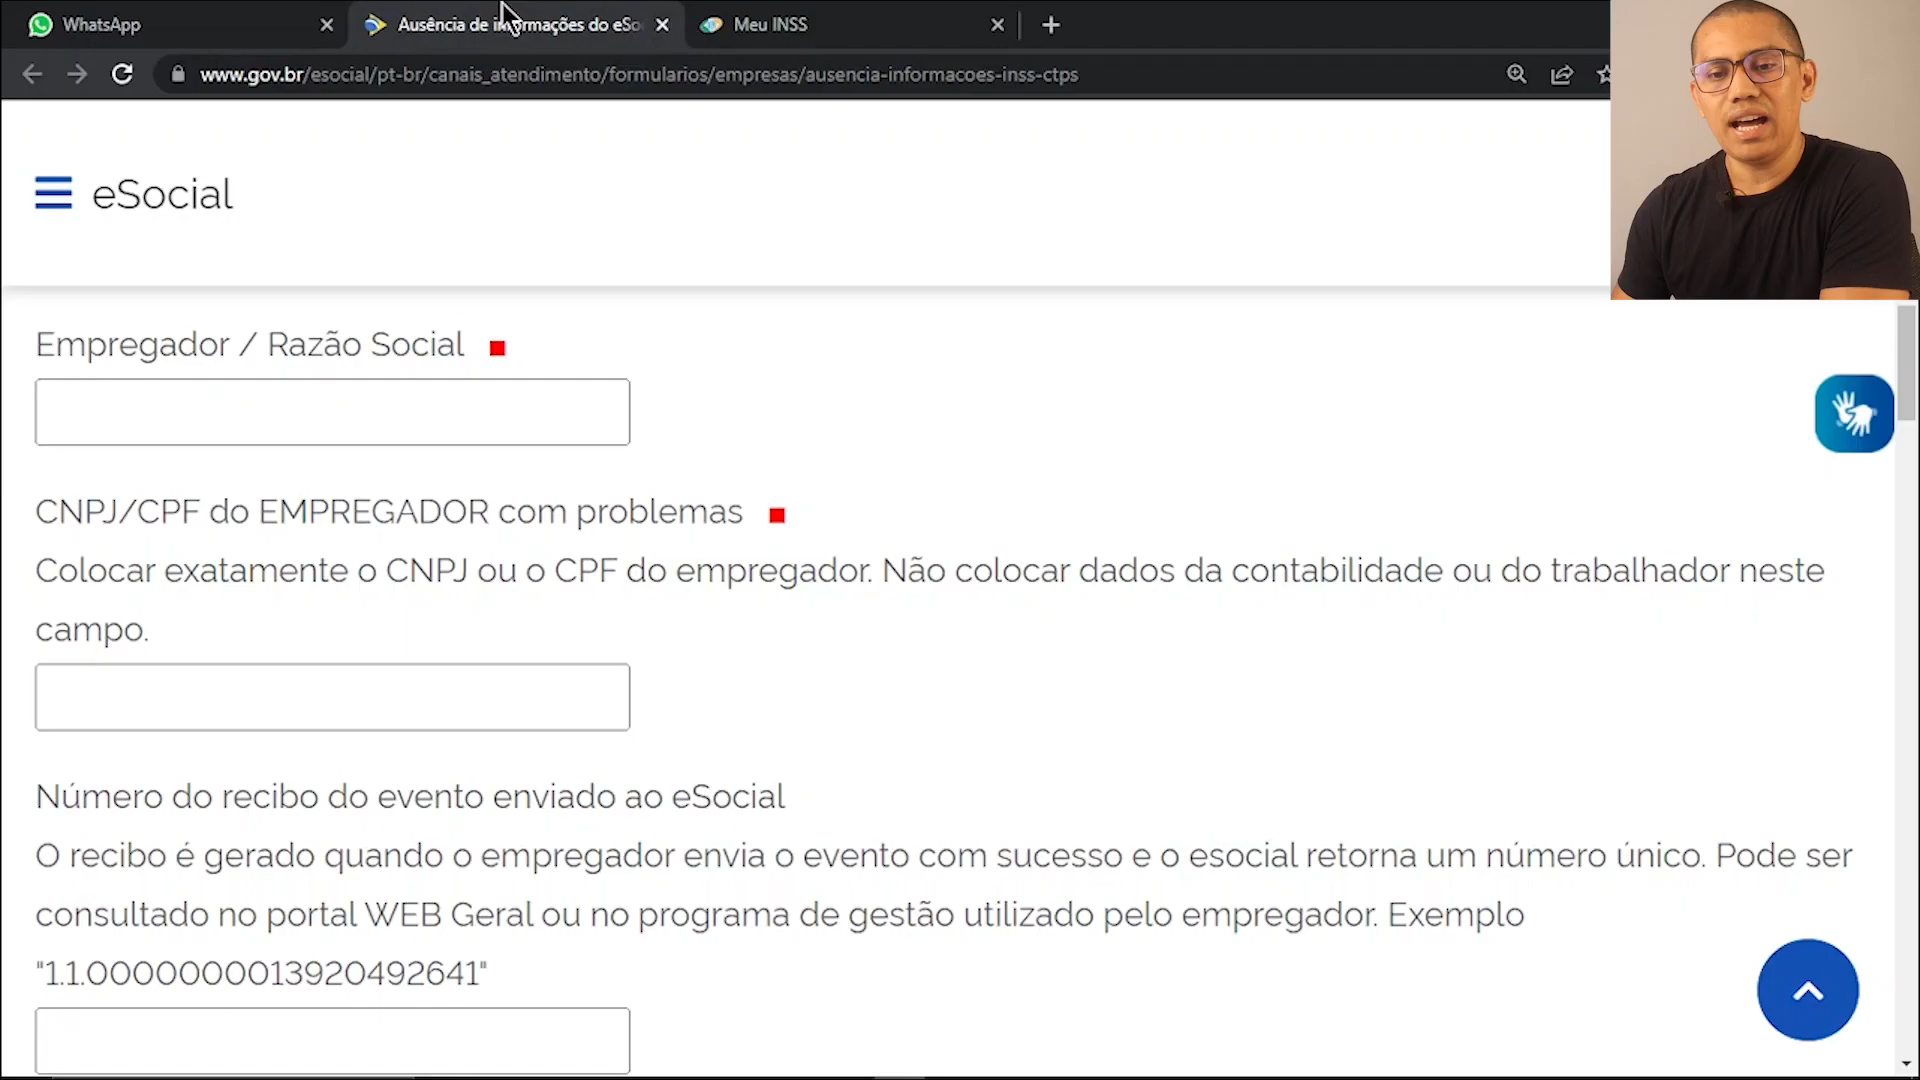 WhatsApp
Ausência de informações do eSo
Meu INSS
www.gov.br/esocial/pt-br/canais_atendimento/formularios/empresas/ausencia-informacoes-inss-ctps
eSocial
Empregador / Razão Social
CNPJ/CPF do EMPREGADOR com problemas
Colocar exatamente o CNPJ ou o CPF do empregador. Não colocar dados da contabilidade ou do trabalhador neste
campo.
Número do recibo do evento enviado ao eSocial
O recibo é gerado quando o empregador envia o evento com sucesso e o esocial retorna um número único. Pode ser
consultado no portal WEB Geral ou no programa de gestão utilizado pelo empregador. Exemplo
"1.1.0000000013920492641"